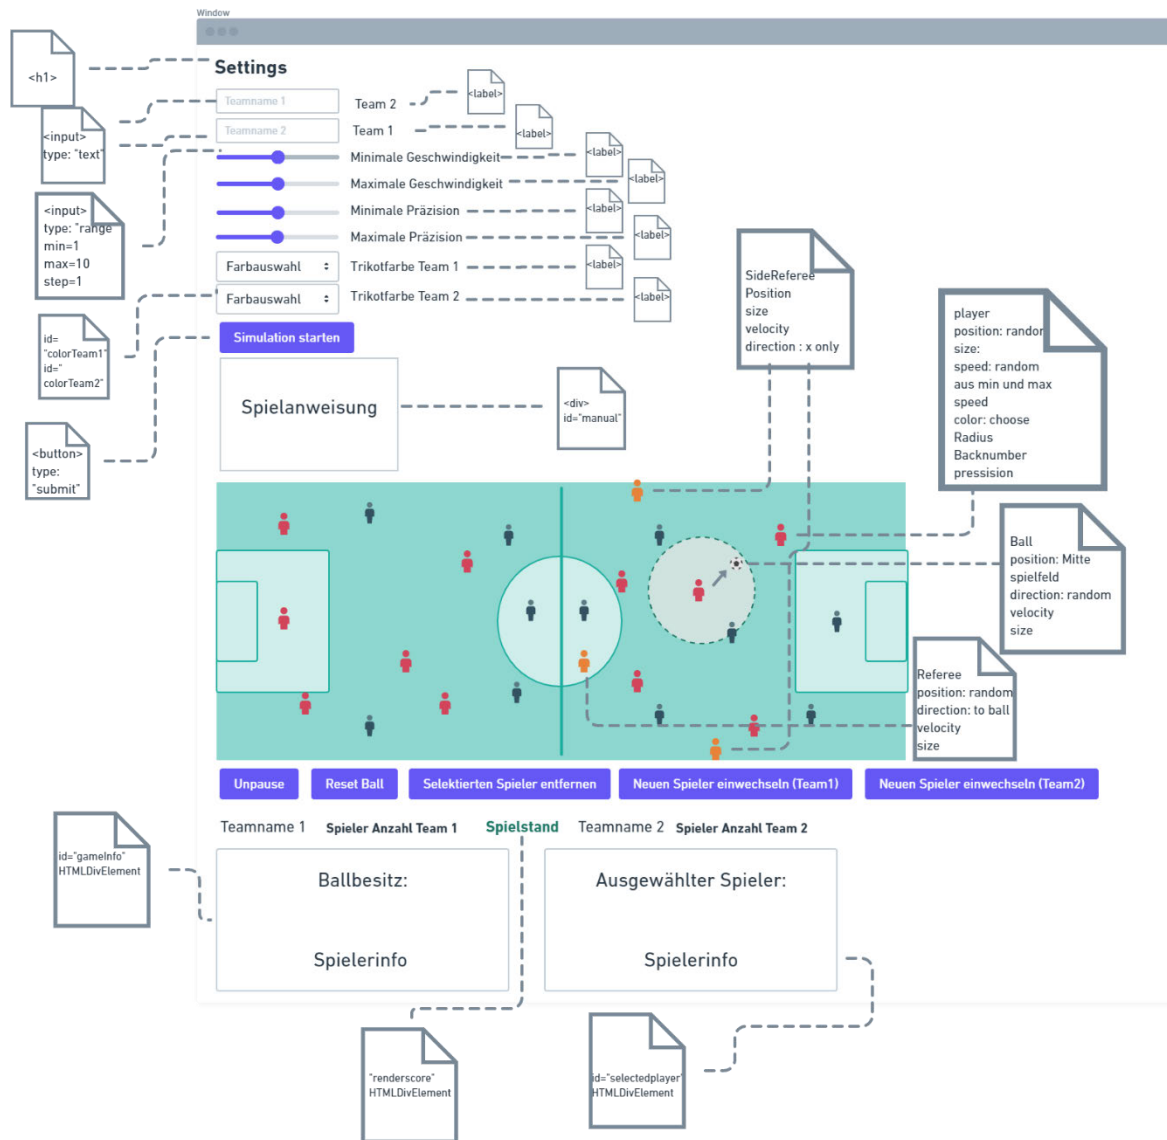 Window
Settings
<h1>
Teamname 1
Team 2
<label>
<input>
type: "text"
Teamname 2
Team 1
<label>
Minimale Geschwindigkeit
<label>
Maximale Geschwindigkeit
<label>
<input>
type: "range
min=1
max=10
step=1
Minimale Präzision
<label>
Maximale Präzision
<label>
Farbauswahl
Trikotfarbe Team 1
<label>
Farbauswahl
Trikotfarbe Team 2
<label>
id=
"colorTeam1"
id="
colorTeam2"
Simulation starten
SideReferee
Position
size
velocity
direction : x only
player
position: randor
size:
speed: random
aus min und max
speed
color: choose
Radius
Backnumber
pressision
Spielanweisung
<div>
id="manual"
<button>
type:
"submit"
Ball
position: Mitte
spielfeld
direction: random
velocity
size
Referee
position: random
direction: to ball
velocity
size
Unpause
Reset Ball
Selektierten Spieler entfernen
Neuen Spieler einwechseln (Team1)
Neuen Spieler einwechseln (Team2)
Teamname 1
Spieler Anzahl Team 1
Spielstand
Teamname 2
Spieler Anzahl Team 2
id="gameInfo"
HTMLDivElement
Ballbesitz:
Spielerinfo
Ausgewählter Spieler:
Spielerinfo
"renderscore"
HTMLDivElement
id="selectedplayer"
HTMLDivElement